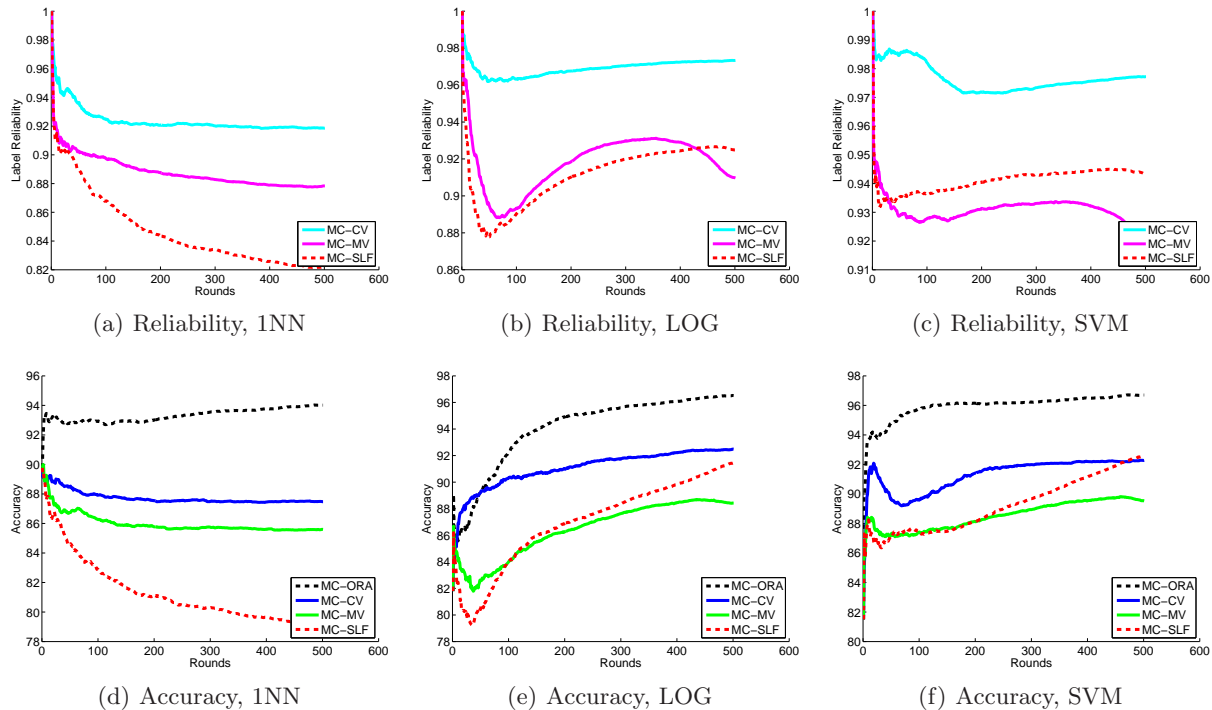 1
0.98
0.96
0.94
0.92
0.9
0.88
0.86
0.84
0.82
Label Reliability
0 100 200 300 400 500 600
Rounds
MC-CV
MC-MV
MC-SLF
(a) Reliability, 1NN
1
0.98
0.96
0.94
0.92
0.9
0.88
0.86
Label Reliability
0 100 200 300 400 500 600
Rounds
MC-CV
MC-MV
MC-SLF
(b) Reliability, LOG
1
0.99
0.98
0.97
0.96
0.95
0.94
0.93
0.92
0.91
Label Reliability
0 100 200 300 400 500 600
Rounds
MC-CV
MC-MV
MC-SLF
(c) Reliability, SVM
96
94
92
90
88
86
84
82
80
78
Accuracy
0 100 200 300 400 500 600
Rounds
MC-ORA
MC-CV
MC-MV
MC-SLF
(d) Accuracy, 1NN
98
96
94
92
90
88
86
84
82
80
78
Accuracy
0 100 200 300 400 500 600
Rounds
MC-ORA
MC-CV
MC-MV
MC-SLF
(e) Accuracy, LOG
98
96
94
92
90
88
86
84
82
80
Accuracy
0 100 200 300 400 500 600
Rounds
MC-ORA
MC-CV
MC-MV
MC-SLF
(f) Accuracy, SVM